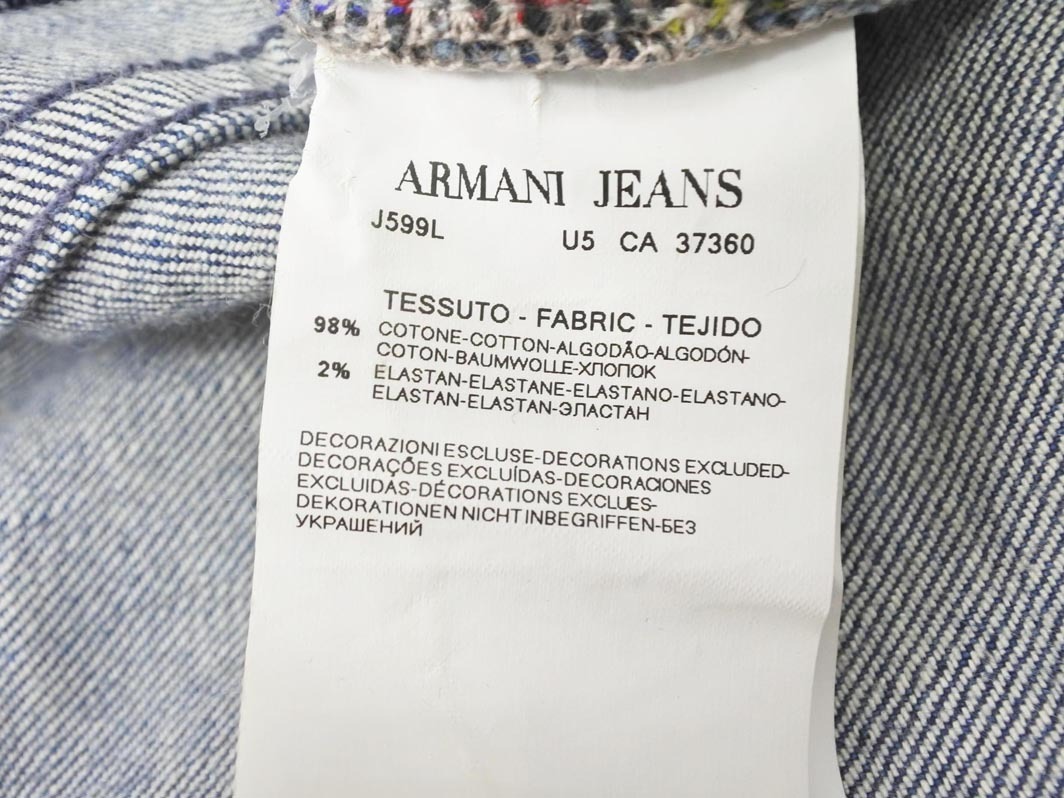 ARMANI JEANS
J599L U5 CA 37360
TESSUTO - FABRIC - TEJIDO
98% COTONE-COTTON-ALGODÃO-ALGODÓN-
COTON-BAUMWOLLE-ХЛОПОК
2% ELASTAN-ELASTANE-ELASTANO-ELASTANO-
ELASTAN-ELASTAN-ЭЛАСТАН
DECORAZIONI ESCLUSE-DECORATIONS EXCLUDED-
DECORAÇÕES EXCLUÍDAS-DECORACIONES
EXCLUIDAS-DÉCORATIONS EXCLUES-
DEKORATIONEN NICHT INBEGRIFFEN-БЕЗ
УКРАШЕНИЙ